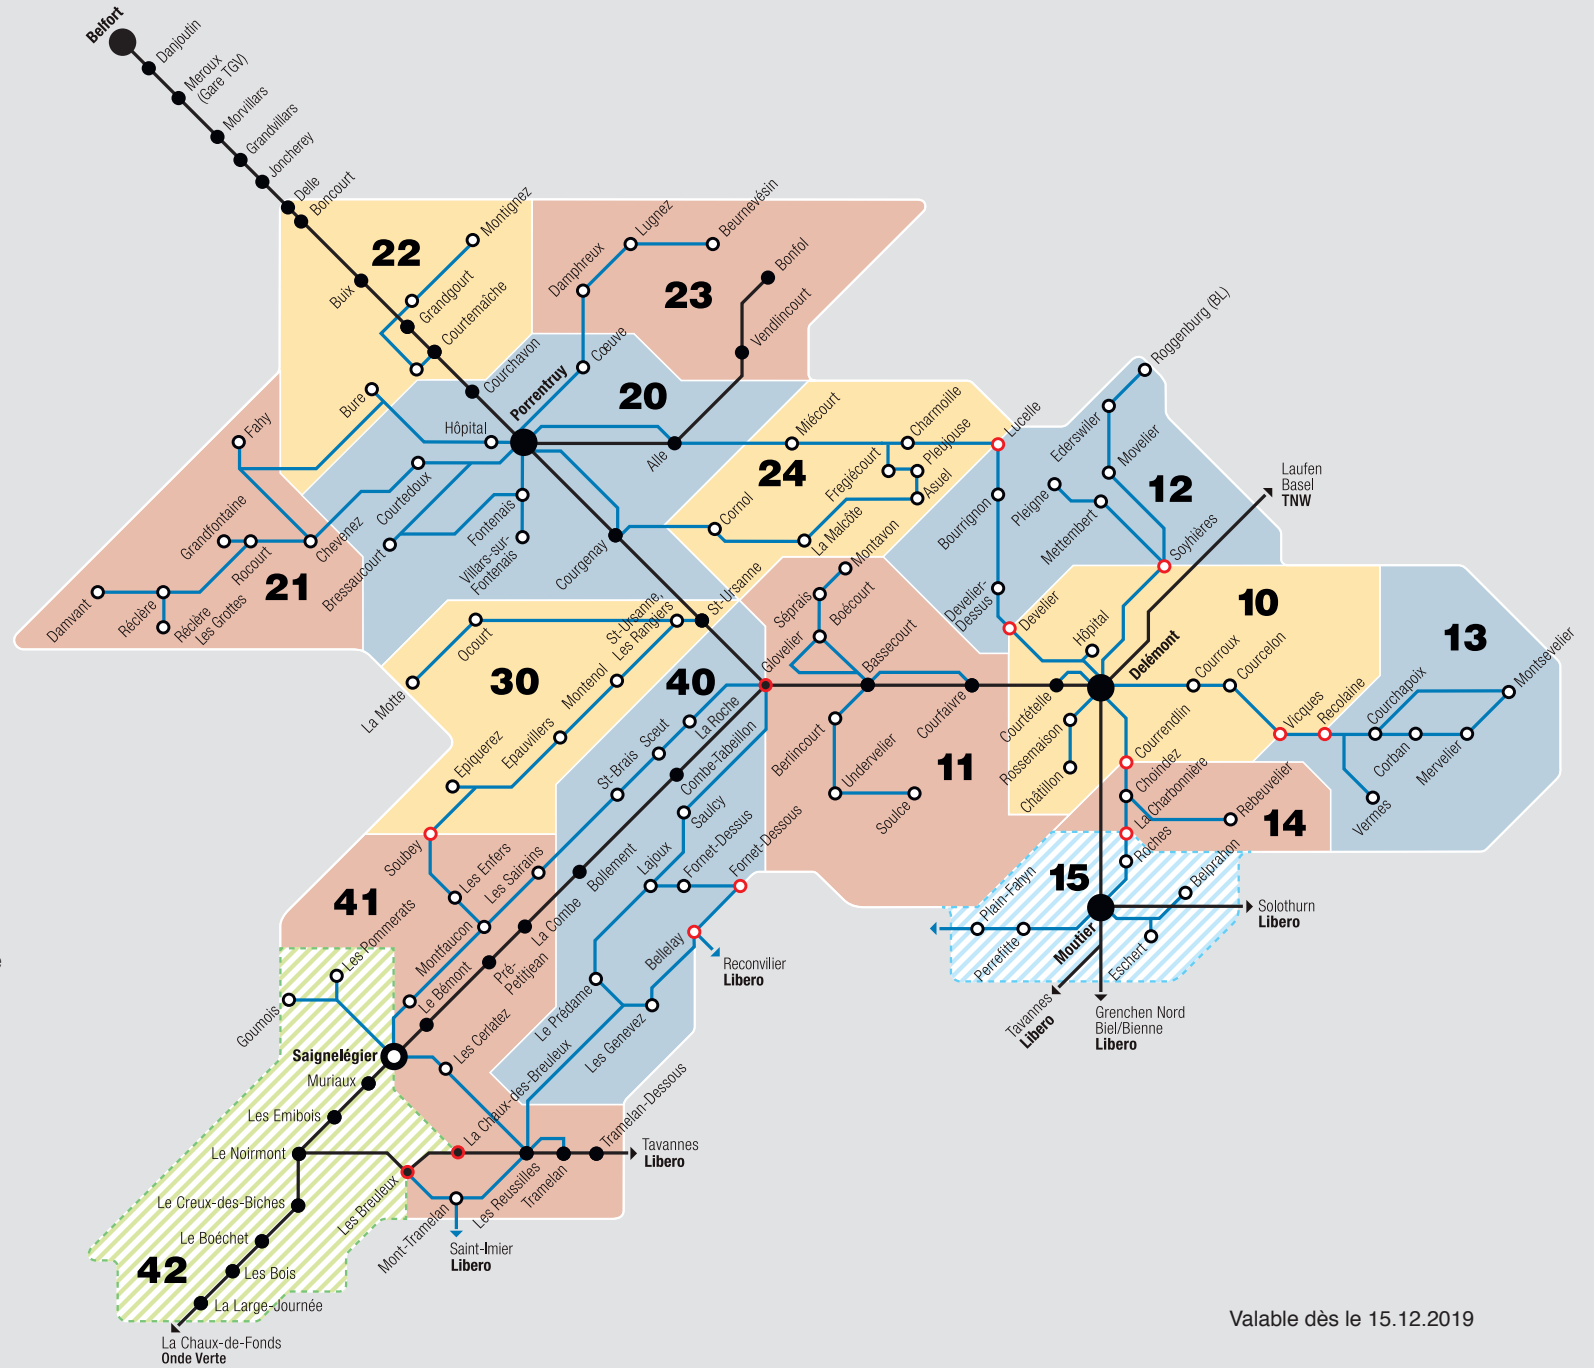 Belfort
Danjoutin
Meroux
(Gare TGV)
Morvillars
Grandvillars
Joncherey
Delle
Boncourt
22
Montignez
Buix
Grandgourt
Courtemaîche
Courchavon
23
Lugnez
Beurnevésin
Damphreux
Bonfol
Vendlincourt
Cœuve
20
Porrentruy
Hôpital
Bure
Alle
Fahy
Courtedoux
Chevenez
Grandfontaine
Rocourt
21
Damvant
Réclère
Réclère
Les Grottes
Bressaucourt
Fontenais
Villars-sur-
Fontenais
Courgenay
24
Miécourt
Charmoille
Fregiécourt
Pleujouse
Asuel
Cornol
La Malcôte
Lucelle
Montavon
12
Roggenburg (BL)
Ederswiler
Movelier
Pleigne
Mettembert
Bourrignon
Soyhières
Develier-
Dessus
Develier
Laufen
Basel
TNW
10
Hôpital
Delémont
Courroux
Courcelon
Vicques
Recolaine
Courtételle
Rossemaison
Châtillon
Courrendlin
13
Courchapoix
Montsevelier
Corban
Mervelier
Vermes
Choindez
La Charbonnière
Rebeuvelier
14
Roches
15
Belprahon
Plain-Fahyn
Perrefitte
Moutier
Eschert
Solothurn
Libero
Tavannes
Libero
Grenchen Nord
Biel/Bienne
Libero
11
Séprais
Boécourt
Glovelier
Bassecourt
Courfaivre
Berlincourt
Undervelier
Soulce
30
St-Ursanne
St-Ursanne,
Les Rangiers
Ocourt
La Motte
Montenol
Epauvillers
Epiquerez
Soubey
40
La Roche
Sceut
St-Brais
Combe-Tabeillon
Saulcy
Bollement
Lajoux
Fornet-Dessus
Fornet-Dessous
Bellelay
Reconvilier
Libero
Le Prédame
Les Genevez
41
Les Enfers
Les Sairains
Montfaucon
La Combe
Pré-
Petitjean
Le Bémont
Les Pommerats
Goumois
Saignelégier
Les Cerlatez
La Chaux-des-Breuleux
Muriaux
Les Emibois
Le Noirmont
Le Creux-des-Biches
Le Boéchet
Les Bois
La Large-Journée
42
La Chaux-de-Fonds
Onde Verte
Les Breuleux
Mont-Tramelan
Les Reussilles
Tramelan
Tramelan-Dessous
Tavannes
Libero
Saint-Imier
Libero
Valable dès le 15.12.2019